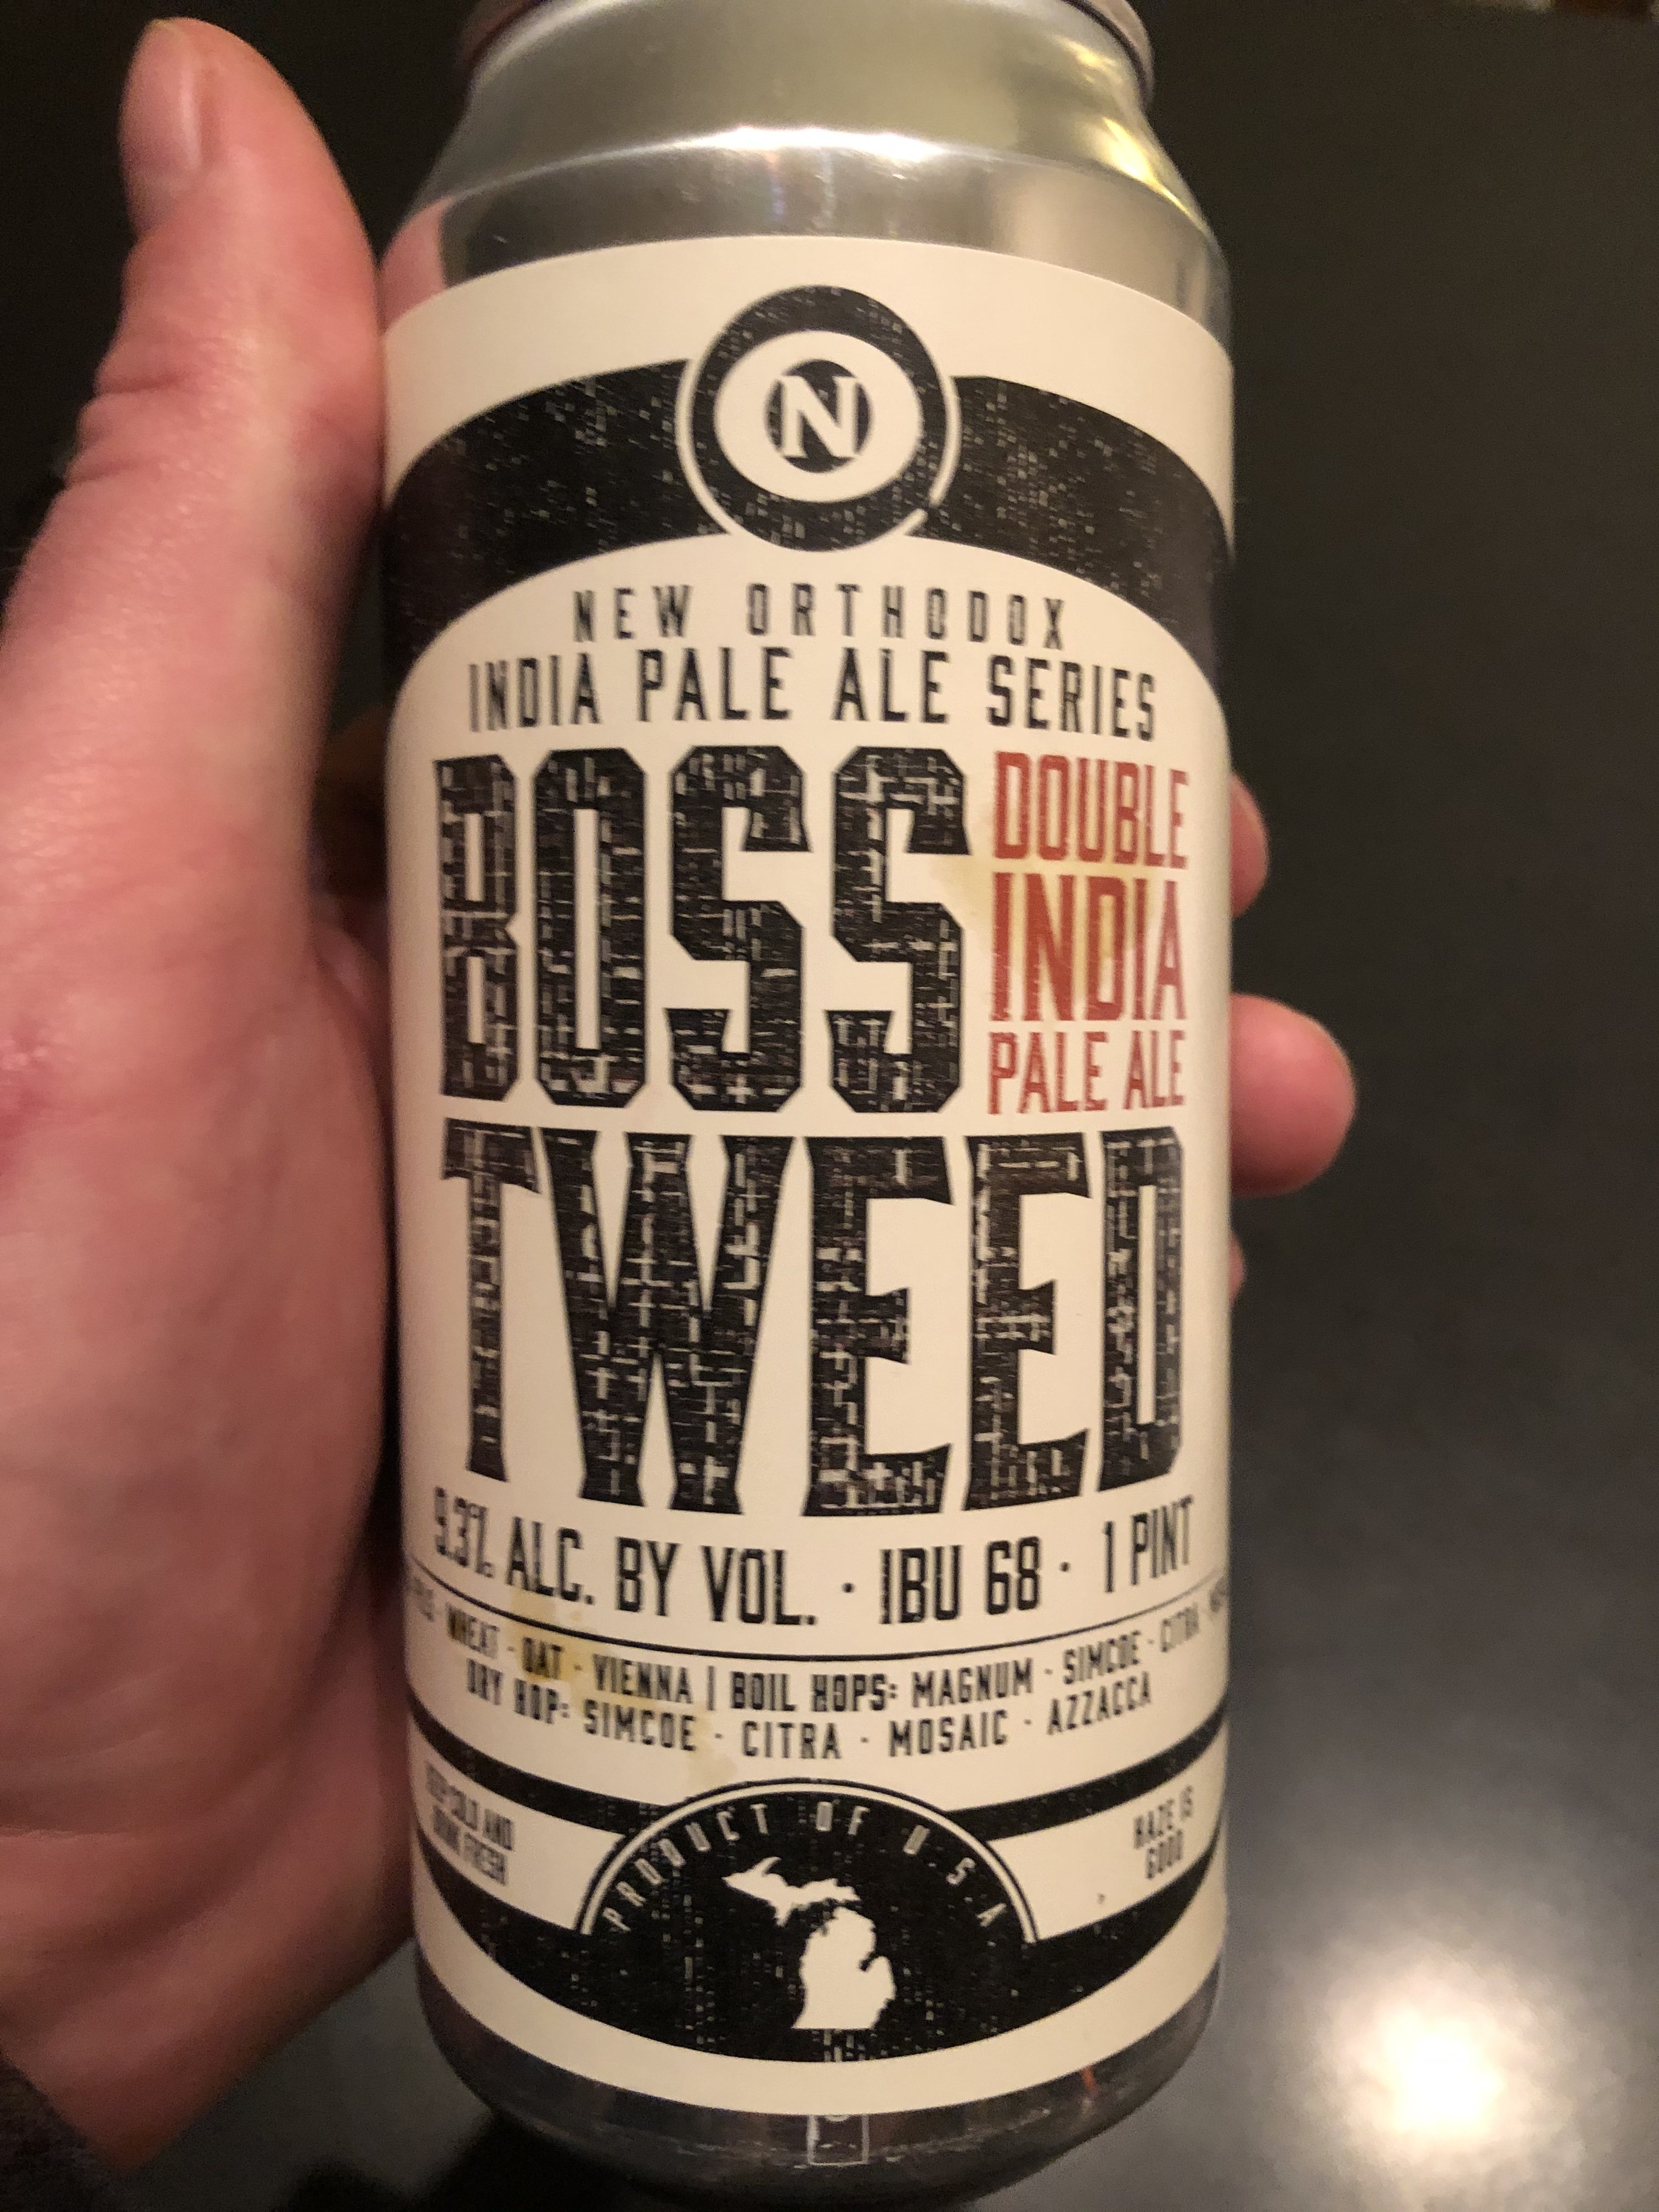 N
NEW ORTHODOX
INDIA PALE ALE SERIES
BOSS
DOUBLE
INDIA
PALE ALE
TWEED
9.3% ALC. BY VOL. · IBU 68 · 1 PINT
WHEAT · OAT · VIENNA | BOIL HOPS: MAGNUM · SIMCOE · CITRA ·
DRY HOP: SIMCOE · CITRA · MOSAIC · AZZACCA
KEEP COLD AND
DRINK FRESH
PRODUCT OF U.S.A
HAZE IS
GOOD